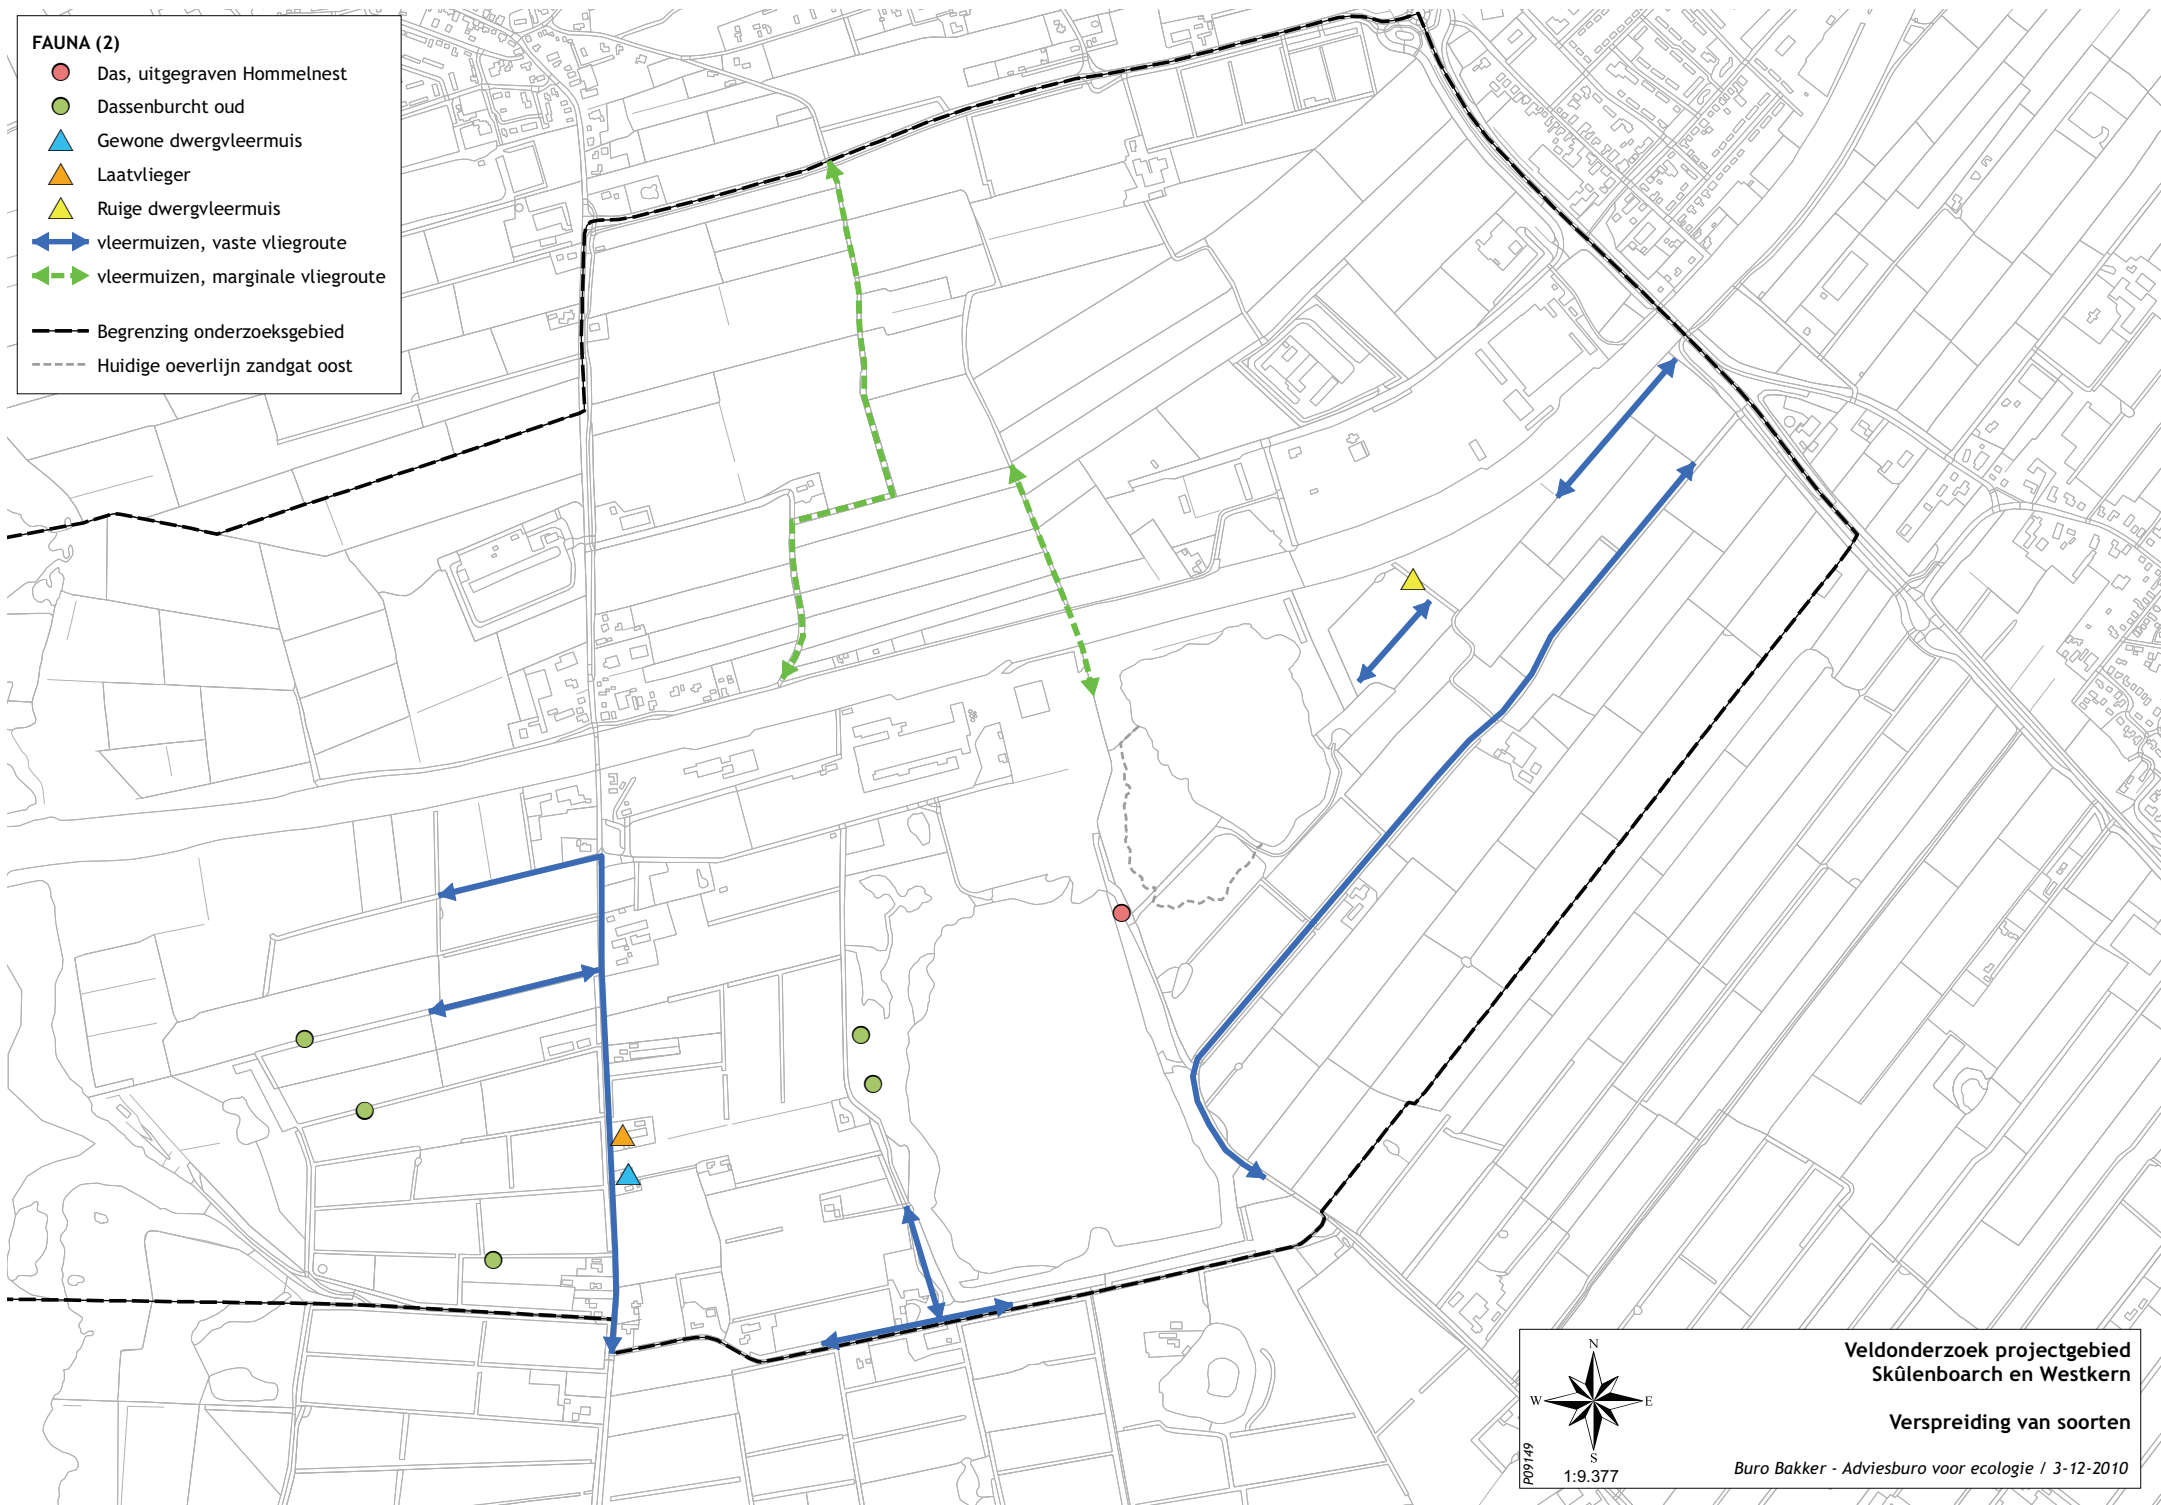 FAUNA (2)
Das, uitgegraven Hommelnest
Dassenburcht oud
Gewone dwergvleermuis
Laatvlieger
Ruige dwergvleermuis
vleermuizen, vaste vliegroute
vleermuizen, marginale vliegroute
Begrenzing onderzoeksgebied
Huidige oeverlijn zandgat oost
N
W E
S
1:9.377
P09149
Veldonderzoek projectgebied
Skûlenboarch en Westkern
Verspreiding van soorten
Buro Bakker - Adviesburo voor ecologie / 3-12-2010